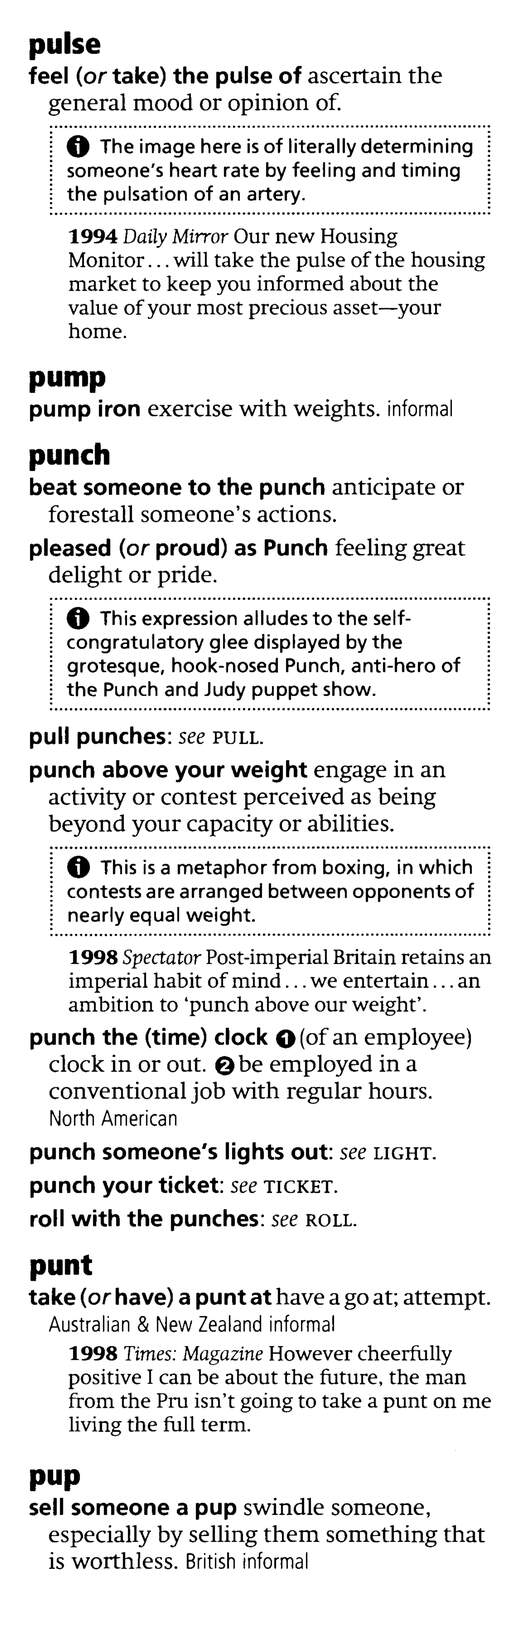 pulse
feel (or take) the pulse of ascertain the
general mood or opinion of.
ℹ The image here is of literally determining
someone's heart rate by feeling and timing
the pulsation of an artery.
1994 Daily Mirror Our new Housing
Monitor... will take the pulse of the housing
market to keep you informed about the
value of your most precious asset—your
home.
pump
pump iron exercise with weights. informal
punch
beat someone to the punch anticipate or
forestall someone's actions.
pleased (or proud) as Punch feeling great
delight or pride.
ℹ This expression alludes to the self-
congratulatory glee displayed by the
grotesque, hook-nosed Punch, anti-hero of
the Punch and Judy puppet show.
pull punches: see PULL.
punch above your weight engage in an
activity or contest perceived as being
beyond your capacity or abilities.
ℹ This is a metaphor from boxing, in which
contests are arranged between opponents of
nearly equal weight.
1998 Spectator Post-imperial Britain retains an
imperial habit of mind... we entertain... an
ambition to ‘punch above our weight’.
punch the (time) clock ❶ (of an employee)
clock in or out. ❷ be employed in a
conventional job with regular hours.
North American
punch someone's lights out: see LIGHT.
punch your ticket: see TICKET.
roll with the punches: see ROLL.
punt
take (or have) a punt at have a go at; attempt.
Australian & New Zealand informal
1998 Times: Magazine However cheerfully
positive I can be about the future, the man
from the Pru isn't going to take a punt on me
living the full term.
pup
sell someone a pup swindle someone,
especially by selling them something that
is worthless. British informal